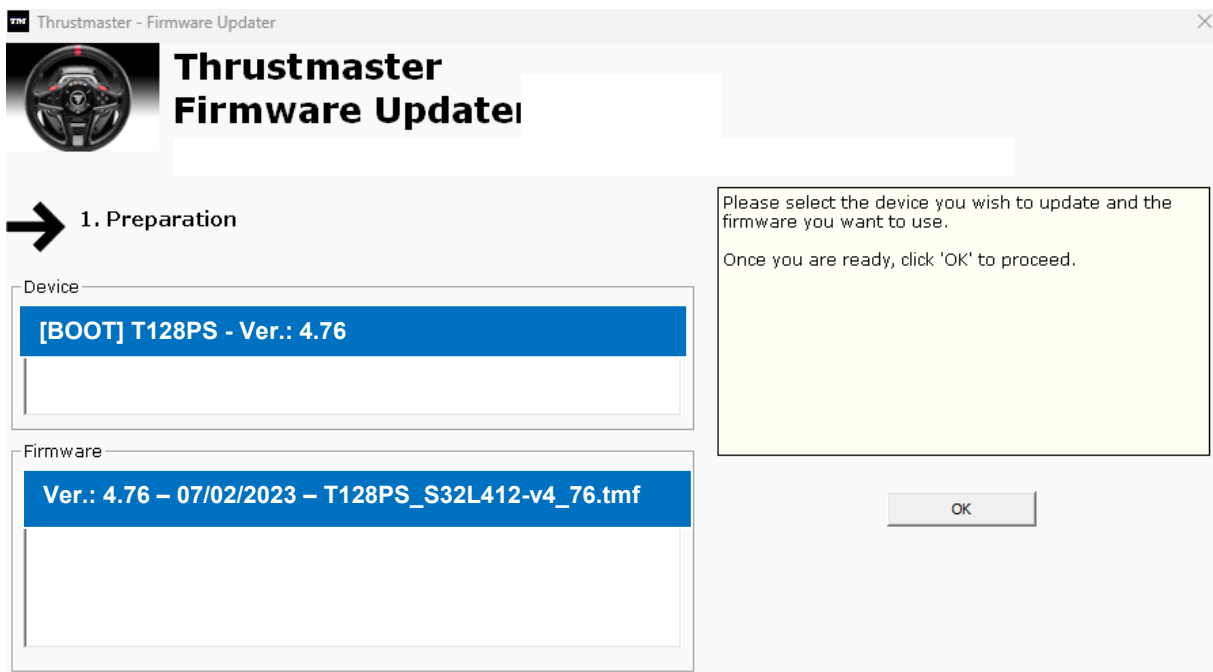 Thrustmaster - Firmware Updater
Thrustmaster
Firmware Updater
1. Preparation
Please select the device you wish to update and the
firmware you want to use.
Once you are ready, click 'OK' to proceed.
Device
[BOOT] T128PS - Ver.: 4.76
Firmware
Ver.: 4.76 – 07/02/2023 – T128PS_S32L412-v4_76.tmf
OK